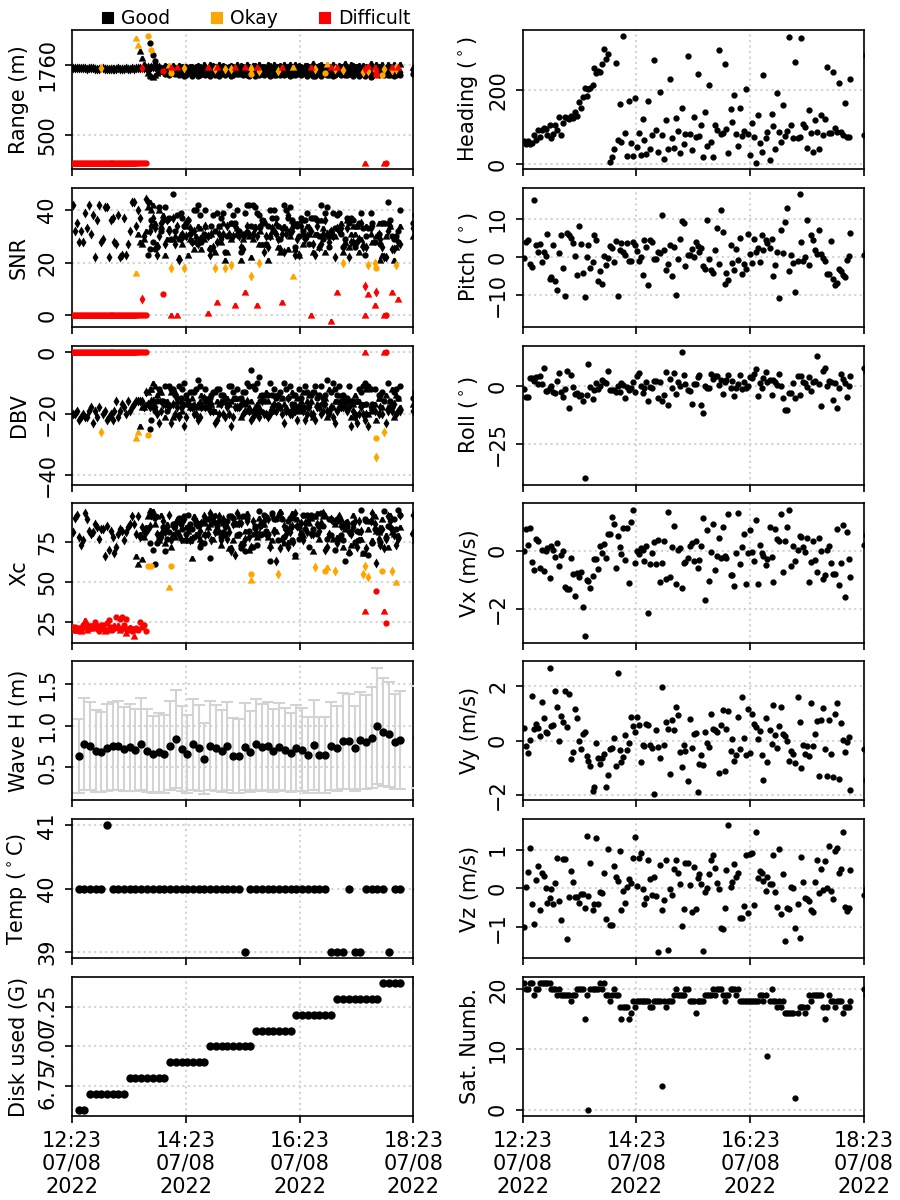 Good Okay Difficult
Range (m)
1760
500
Heading (°)
200
0
SNR
40
20
0
Pitch (°)
10
0
−10
DBV
0
−20
−40
Roll (°)
0
−25
Xc
75
50
25
Vx (m/s)
0
−2
Wave H (m)
1.5
1.0
0.5
Vy (m/s)
2
0
−2
Temp (°C)
41
40
39
Vz (m/s)
1
0
−1
Disk used (G)
7.25
7.00
6.75
Sat. Numb.
20
10
0
12:23 14:23 16:23 18:23 12:23 14:23 16:23 18:23
07/08 07/08 07/08 07/08 07/08 07/08 07/08 07/08
2022 2022 2022 2022 2022 2022 2022 2022